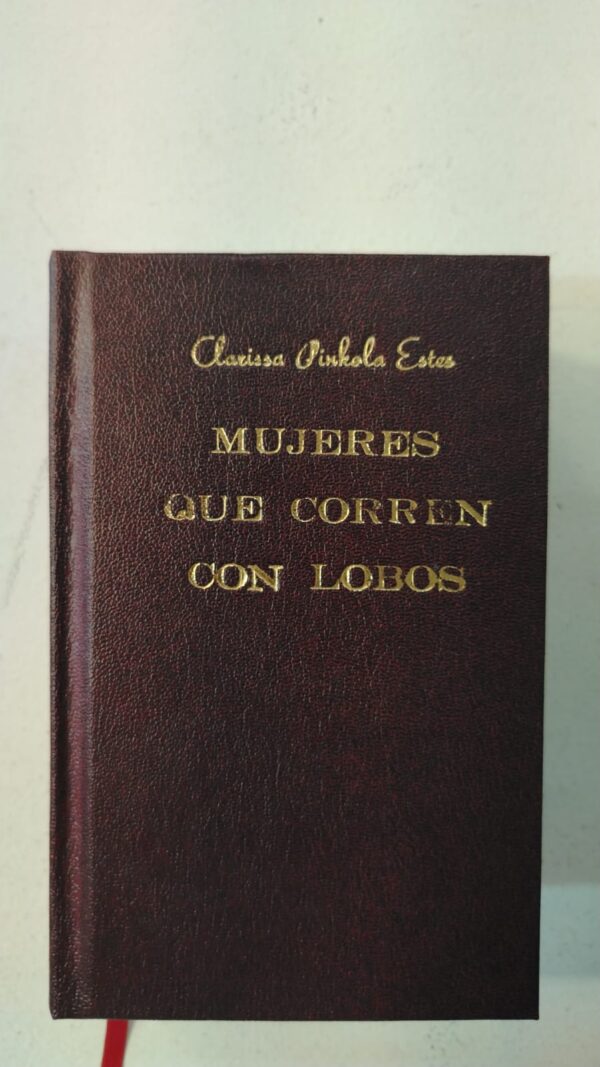 Clarissa Pinkola Estes
MUJERES
QUE CORREN
CON LOBOS